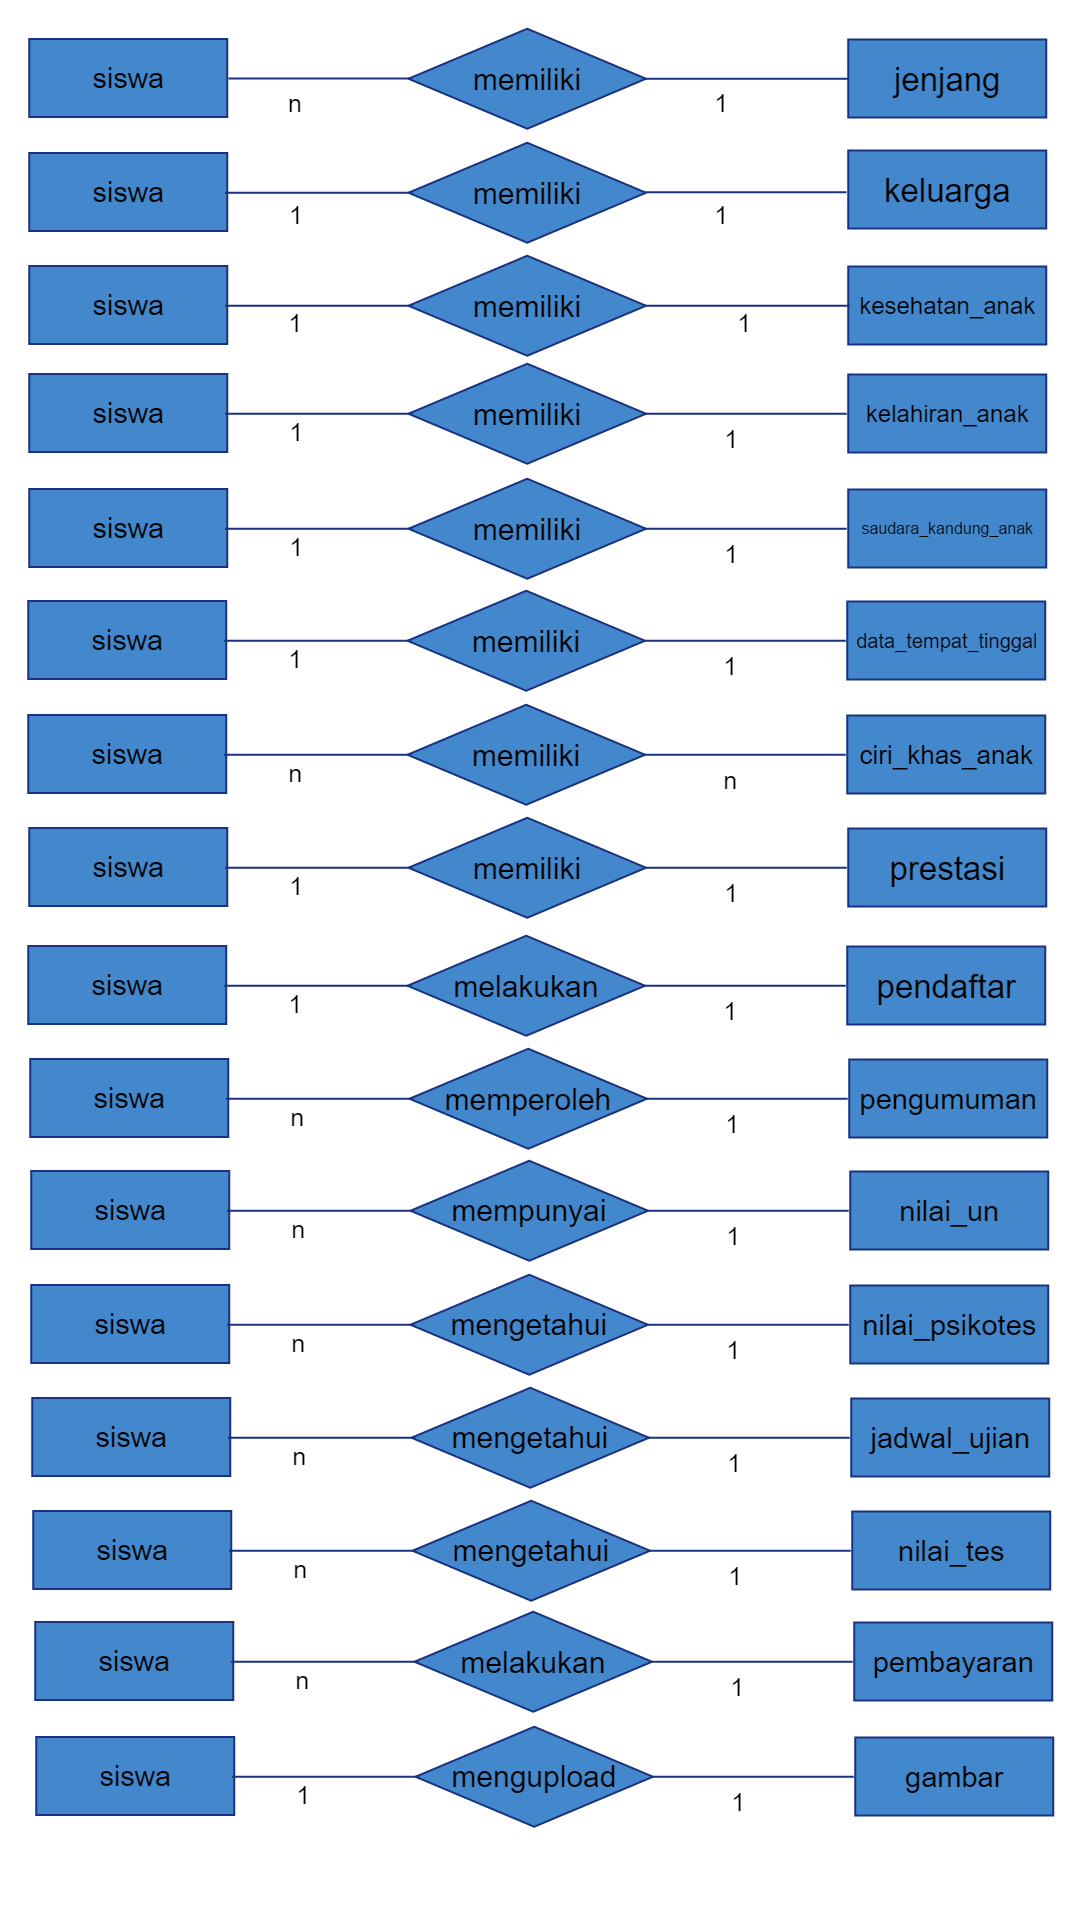 siswa memiliki jenjang
n 1
siswa memiliki keluarga
1 1
siswa memiliki kesehatan_anak
1 1
siswa memiliki kelahiran_anak
1 1
siswa memiliki saudara_kandung_anak
1 1
siswa memiliki data_tempat_tinggal
1 1
siswa memiliki ciri_khas_anak
n n
siswa memiliki prestasi
1 1
siswa melakukan pendaftar
1 1
siswa memperoleh pengumuman
n 1
siswa mempunyai nilai_un
n 1
siswa mengetahui nilai_psikotes
n 1
siswa mengetahui jadwal_ujian
n 1
siswa mengetahui nilai_tes
n 1
siswa melakukan pembayaran
n 1
siswa mengupload gambar
1 1